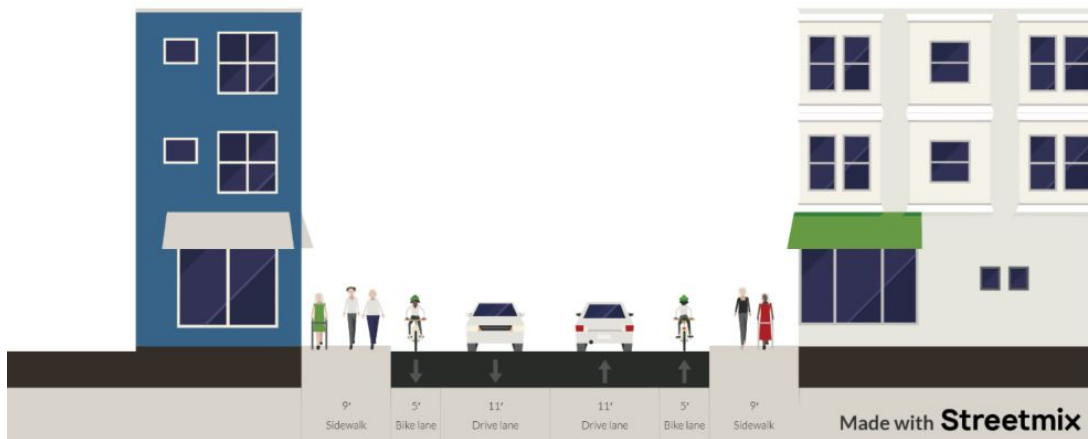 9' 5' 11' 11' 5' 9'
Sidewalk Bike lane Drive lane Drive lane Bike lane Sidewalk
Made with Streetmix